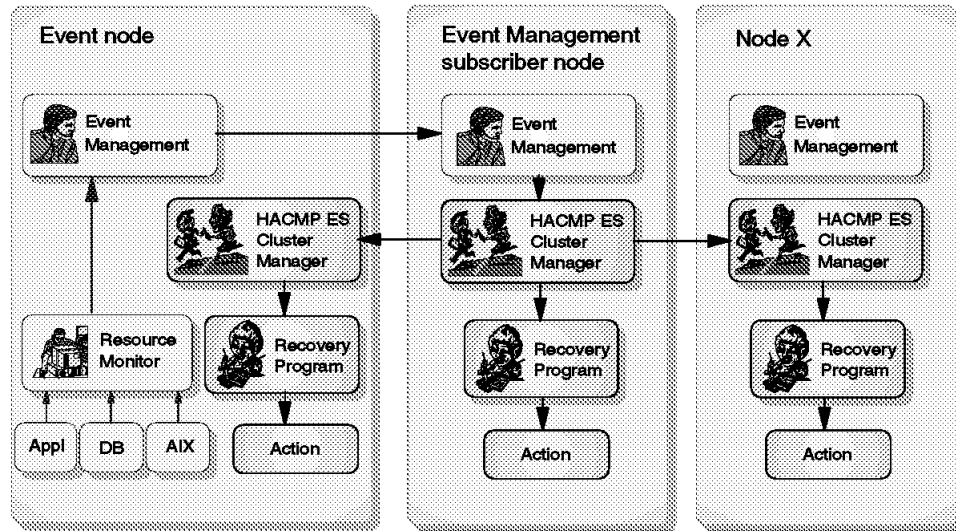 Event node
Event
Management
HACMP ES
Cluster
Manager
Resource
Monitor
Recovery
Program
Appl
DB
AIX
Action
Event Management
subscriber node
Event
Management
HACMP ES
Cluster
Manager
Recovery
Program
Action
Node X
Event
Management
HACMP ES
Cluster
Manager
Recovery
Program
Action